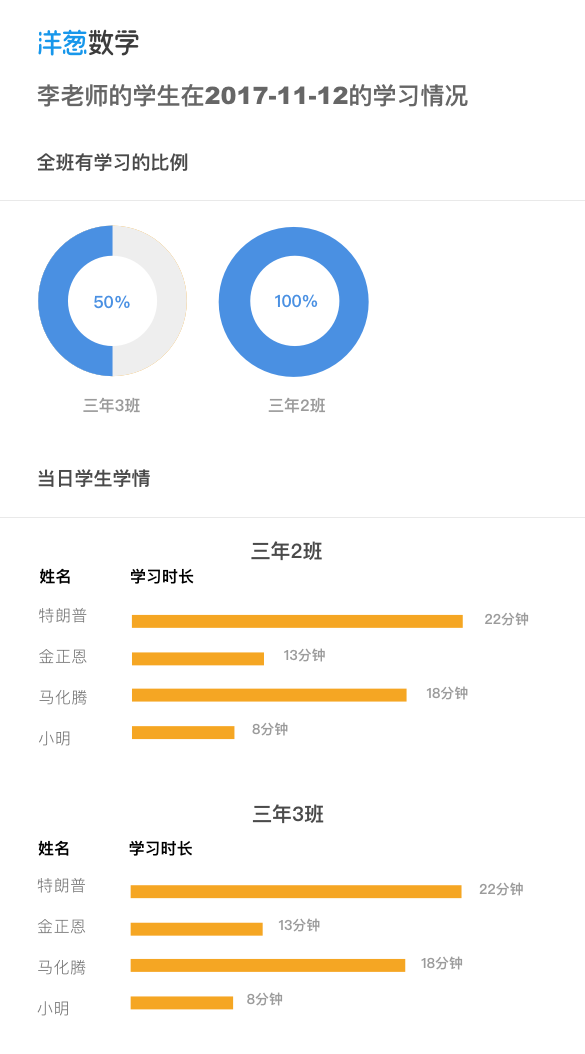 洋葱数学
李老师的学生在2017-11-12的学习情况
全班有学习的比例
50% 100%
三年3班 三年2班
当日学生学情
三年2班
姓名 学习时长
特朗普 22分钟
金正恩 13分钟
马化腾 18分钟
小明 8分钟
三年3班
姓名 学习时长
特朗普 22分钟
金正恩 13分钟
马化腾 18分钟
小明 8分钟